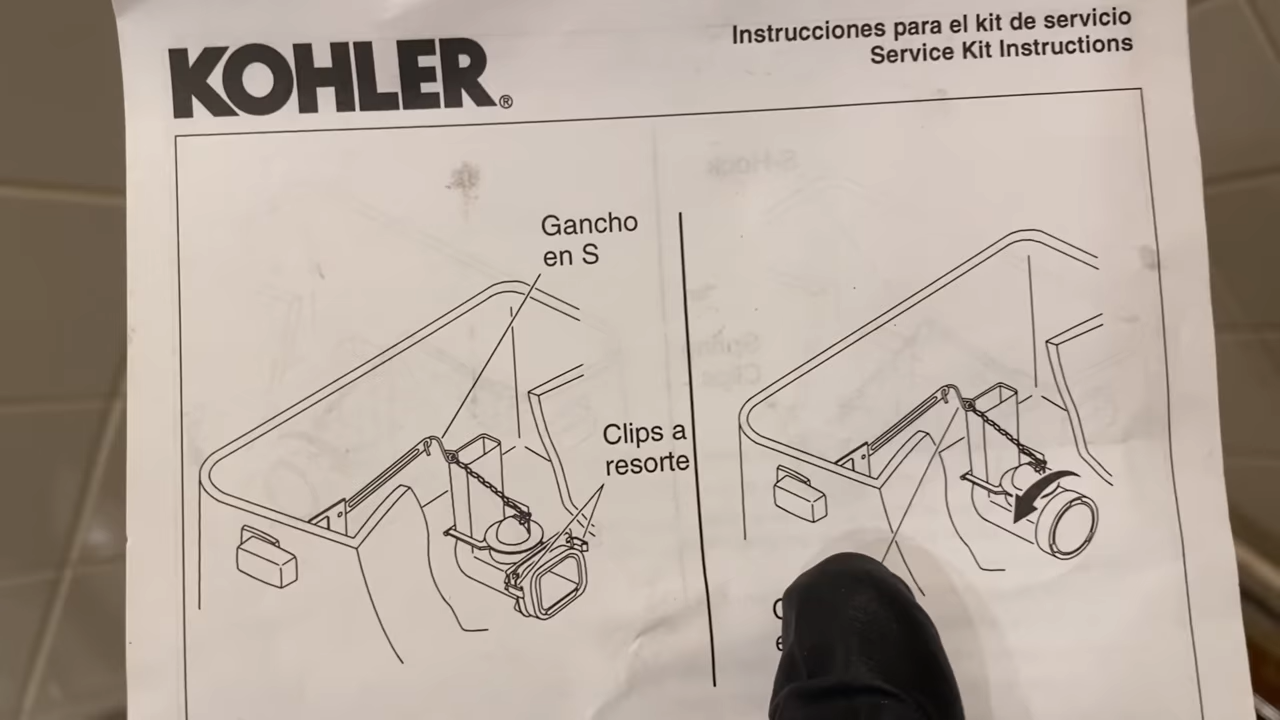 KOHLER®
Instrucciones para el kit de servicio
Service Kit Instructions
Gancho
en S
Clips a
resorte